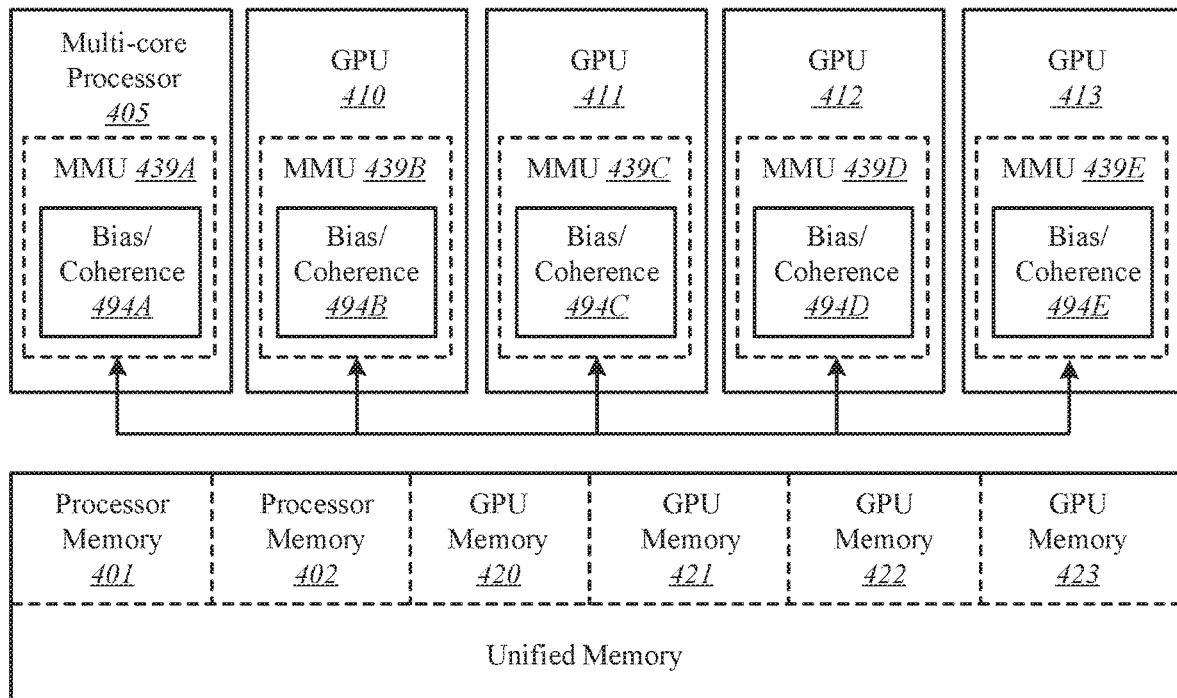 Multi-core
Processor
405
GPU
410
GPU
411
GPU
412
GPU
413
MMU 439A
MMU 439B
MMU 439C
MMU 439D
MMU 439E
Bias/
Coherence
494A
Bias/
Coherence
494B
Bias/
Coherence
494C
Bias/
Coherence
494D
Bias/
Coherence
494E
Processor
Memory
401
Processor
Memory
402
GPU
Memory
420
GPU
Memory
421
GPU
Memory
422
GPU
Memory
423
Unified Memory